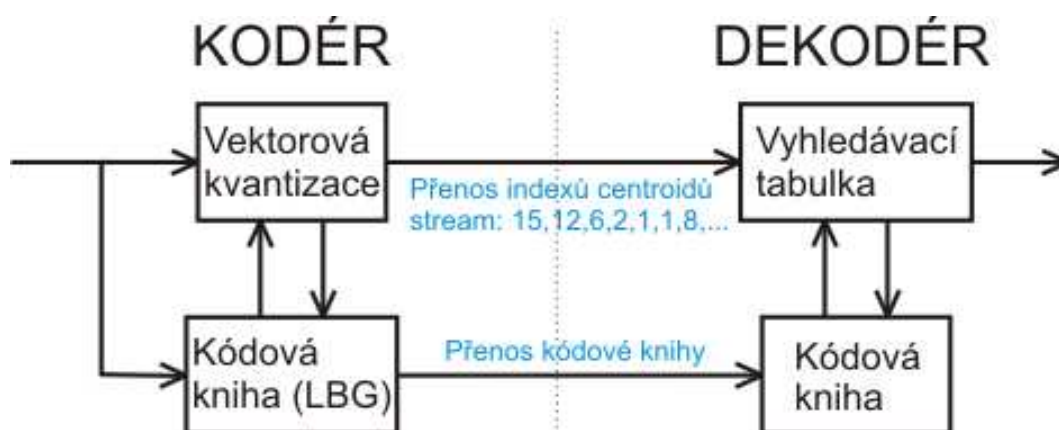 KODÉR
DEKODÉR
Vektorová
kvantizace
Přenos indexů centroidů
stream: 15,12,6,2,1,1,8,...
Vyhledávací
tabulka
Kódová
kniha (LBG)
Přenos kódové knihy
Kódová
kniha